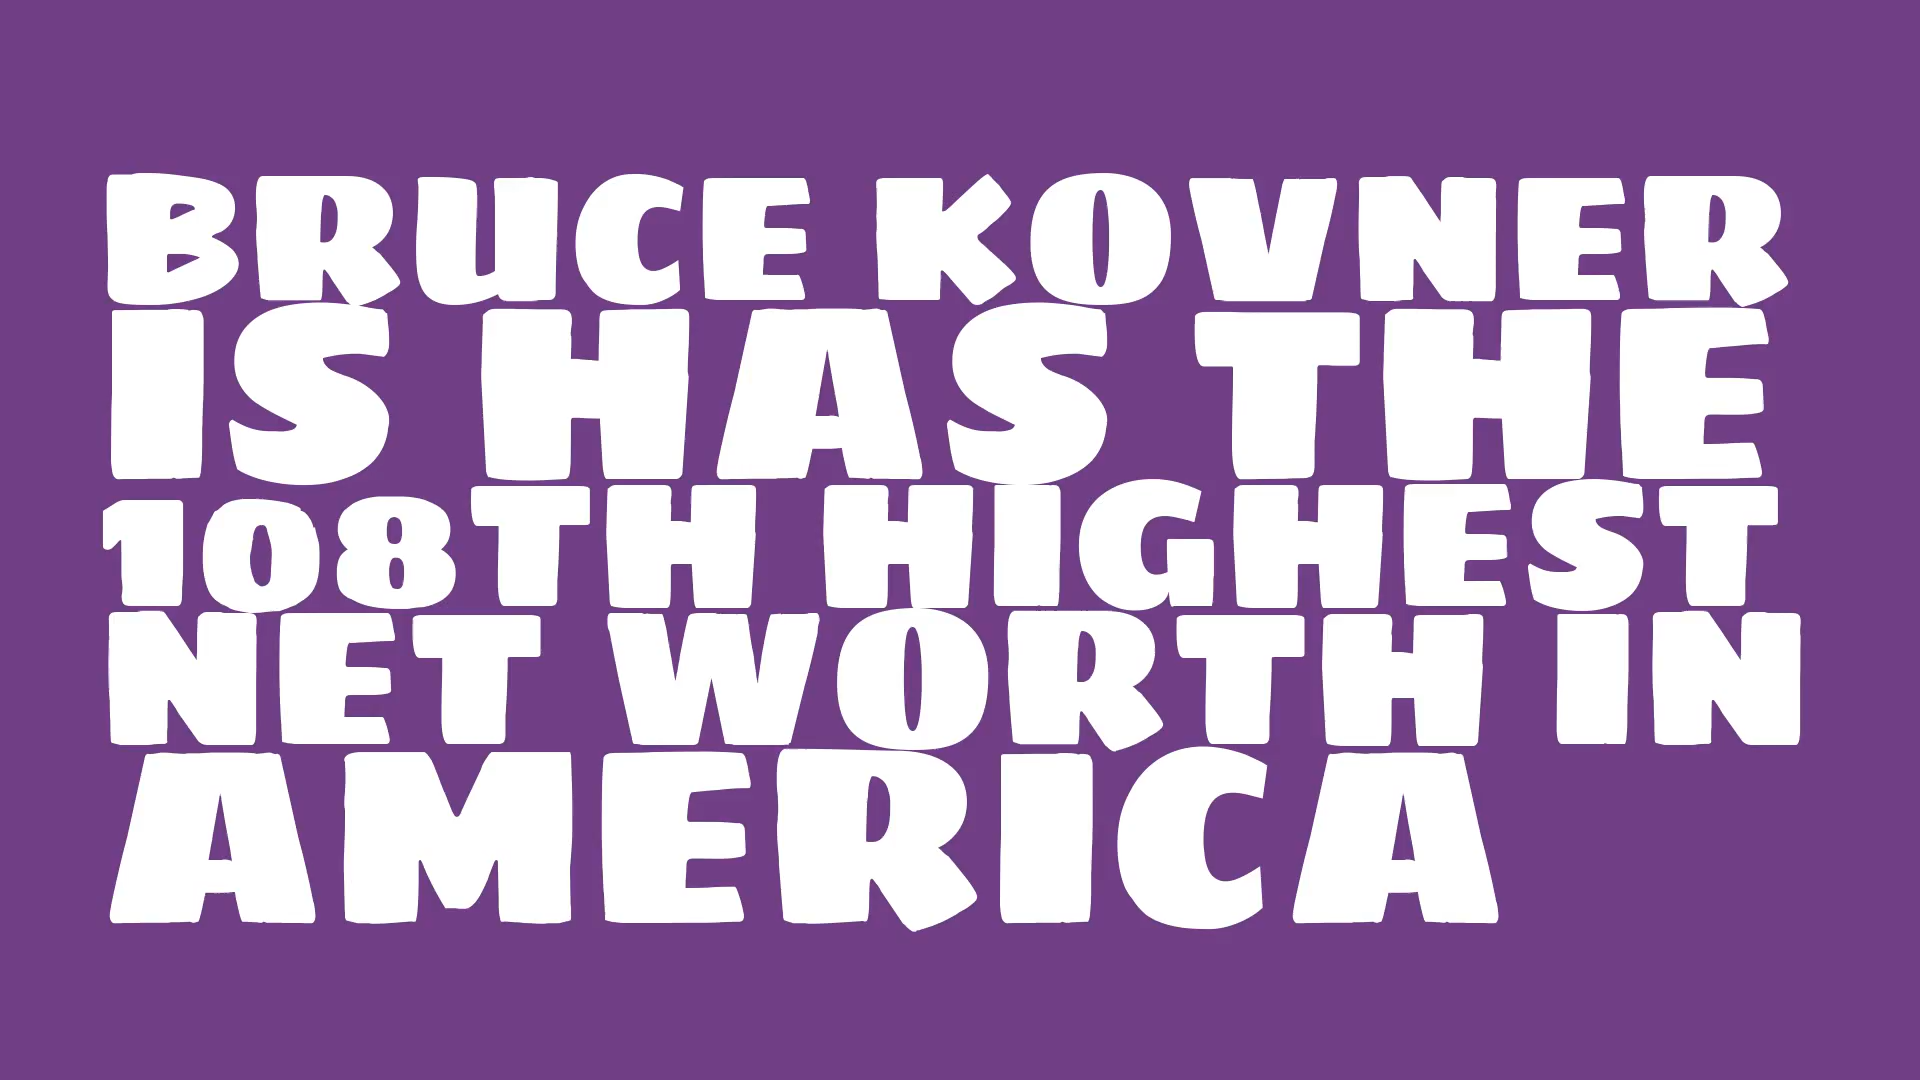 BRUCE KOVNER
IS HAS THE
108TH HIGHEST
NET WORTH IN
AMERICA